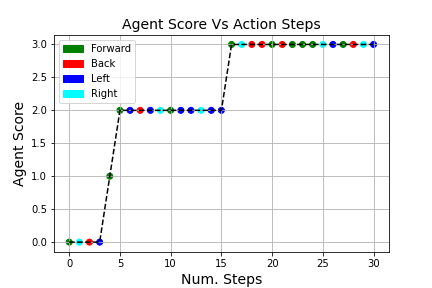 Agent Score Vs Action Steps
Agent Score
3.0
2.5
2.0
1.5
1.0
0.5
0.0
Forward
Back
Left
Right
0 5 10 15 20 25 30
Num. Steps